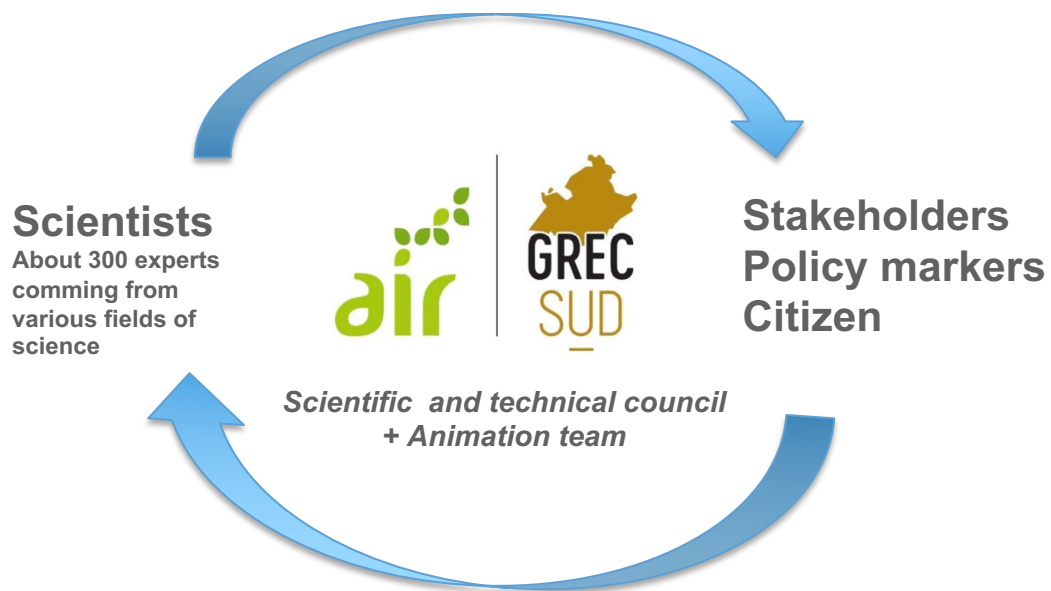 Scientists
About 300 experts
comming from
various fields of
science
air
GREC
SUD
Scientific and technical council
+ Animation team
Stakeholders
Policy markers
Citizen